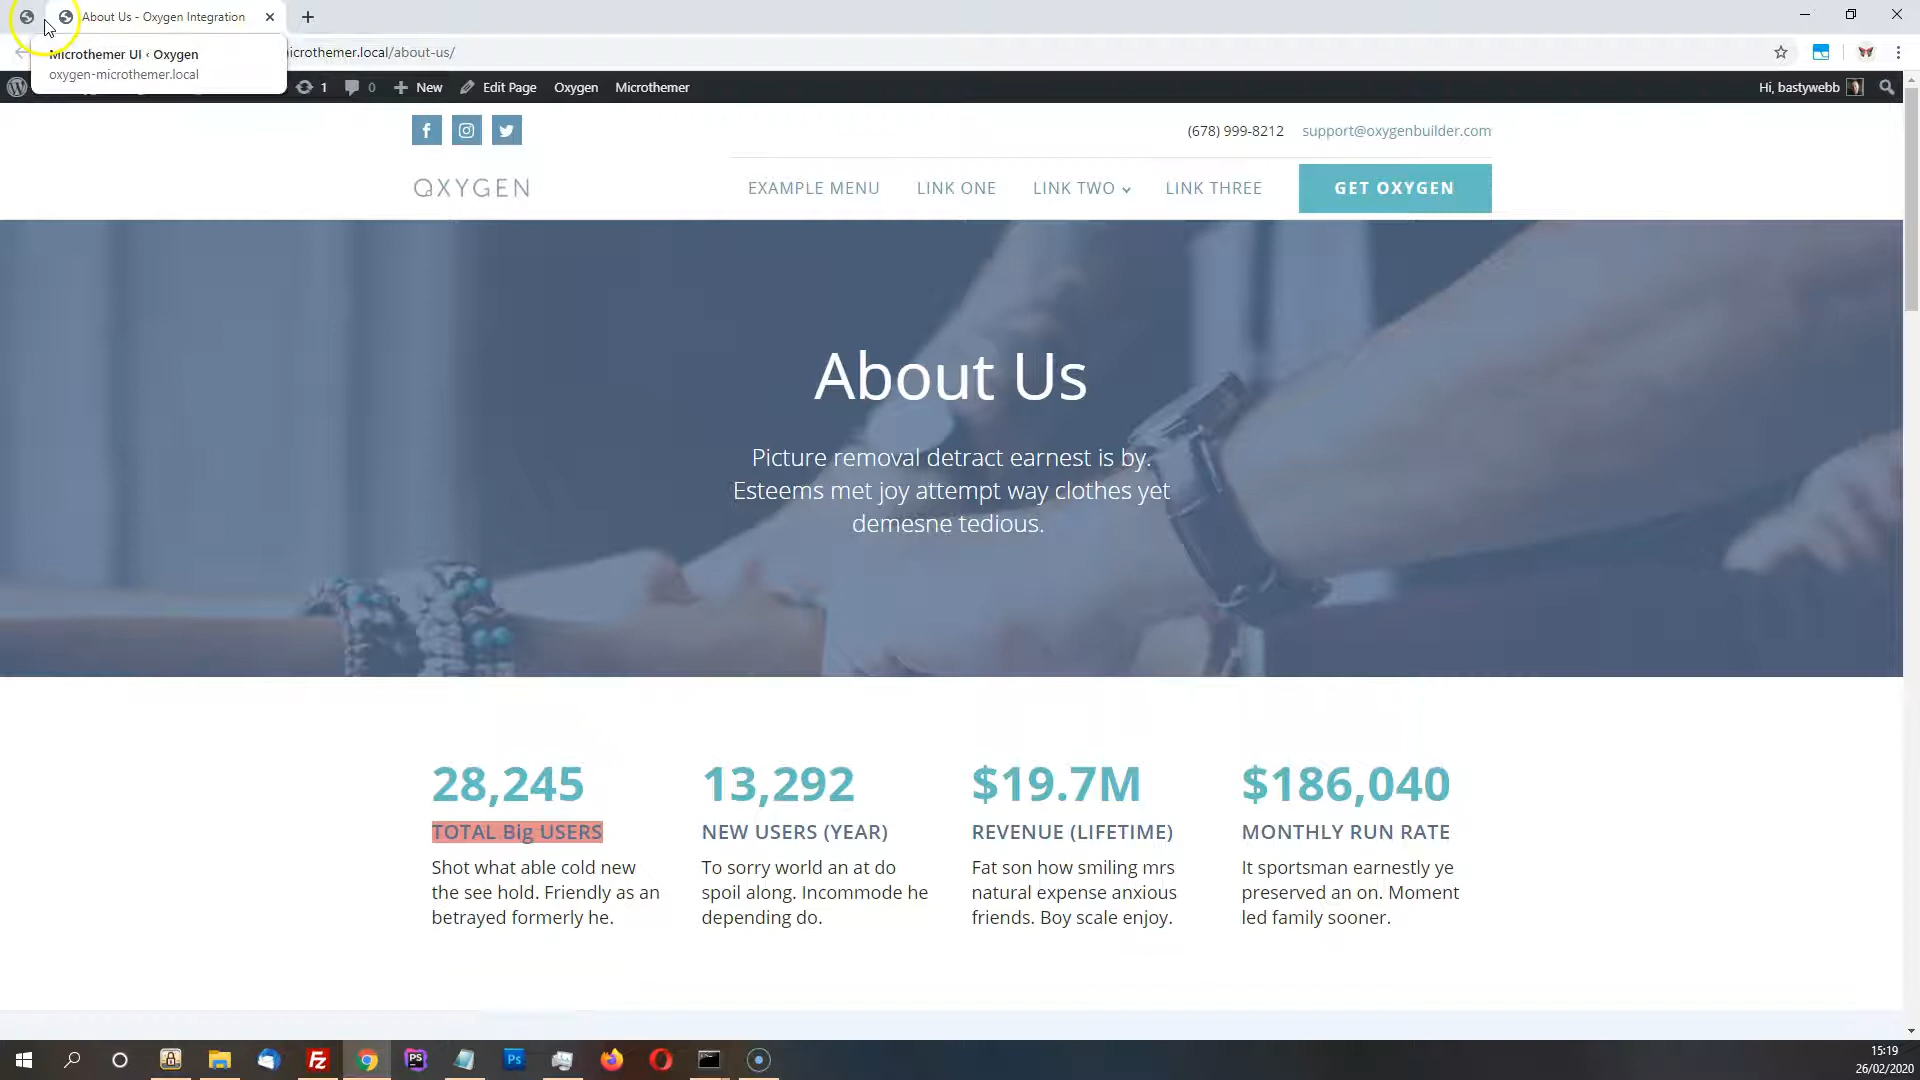 About Us - Oxygen Integration
Microthemer UI ‹ Oxygen
oxygen-microthemer.local
icrothemer.local/about-us/
1
0
New
Edit Page
Oxygen
Microthemer
Hi, bastywebb
(678) 999-8212
support@oxygenbuilder.com
OXYGEN
EXAMPLE MENU
LINK ONE
LINK TWO
LINK THREE
GET OXYGEN
About Us
Picture removal detract earnest is by.
Esteems met joy attempt way clothes yet
demesne tedious.
28,245
TOTAL Big USERS
Shot what able cold new
the see hold. Friendly as an
betrayed formerly he.
13,292
NEW USERS (YEAR)
To sorry world an at do
spoil along. Incommode he
depending do.
$19.7M
REVENUE (LIFETIME)
Fat son how smiling mrs
natural expense anxious
friends. Boy scale enjoy.
$186,040
MONTHLY RUN RATE
It sportsman earnestly ye
preserved an on. Moment
led family sooner.
Fz
PS
Ps
15:19
26/02/2020